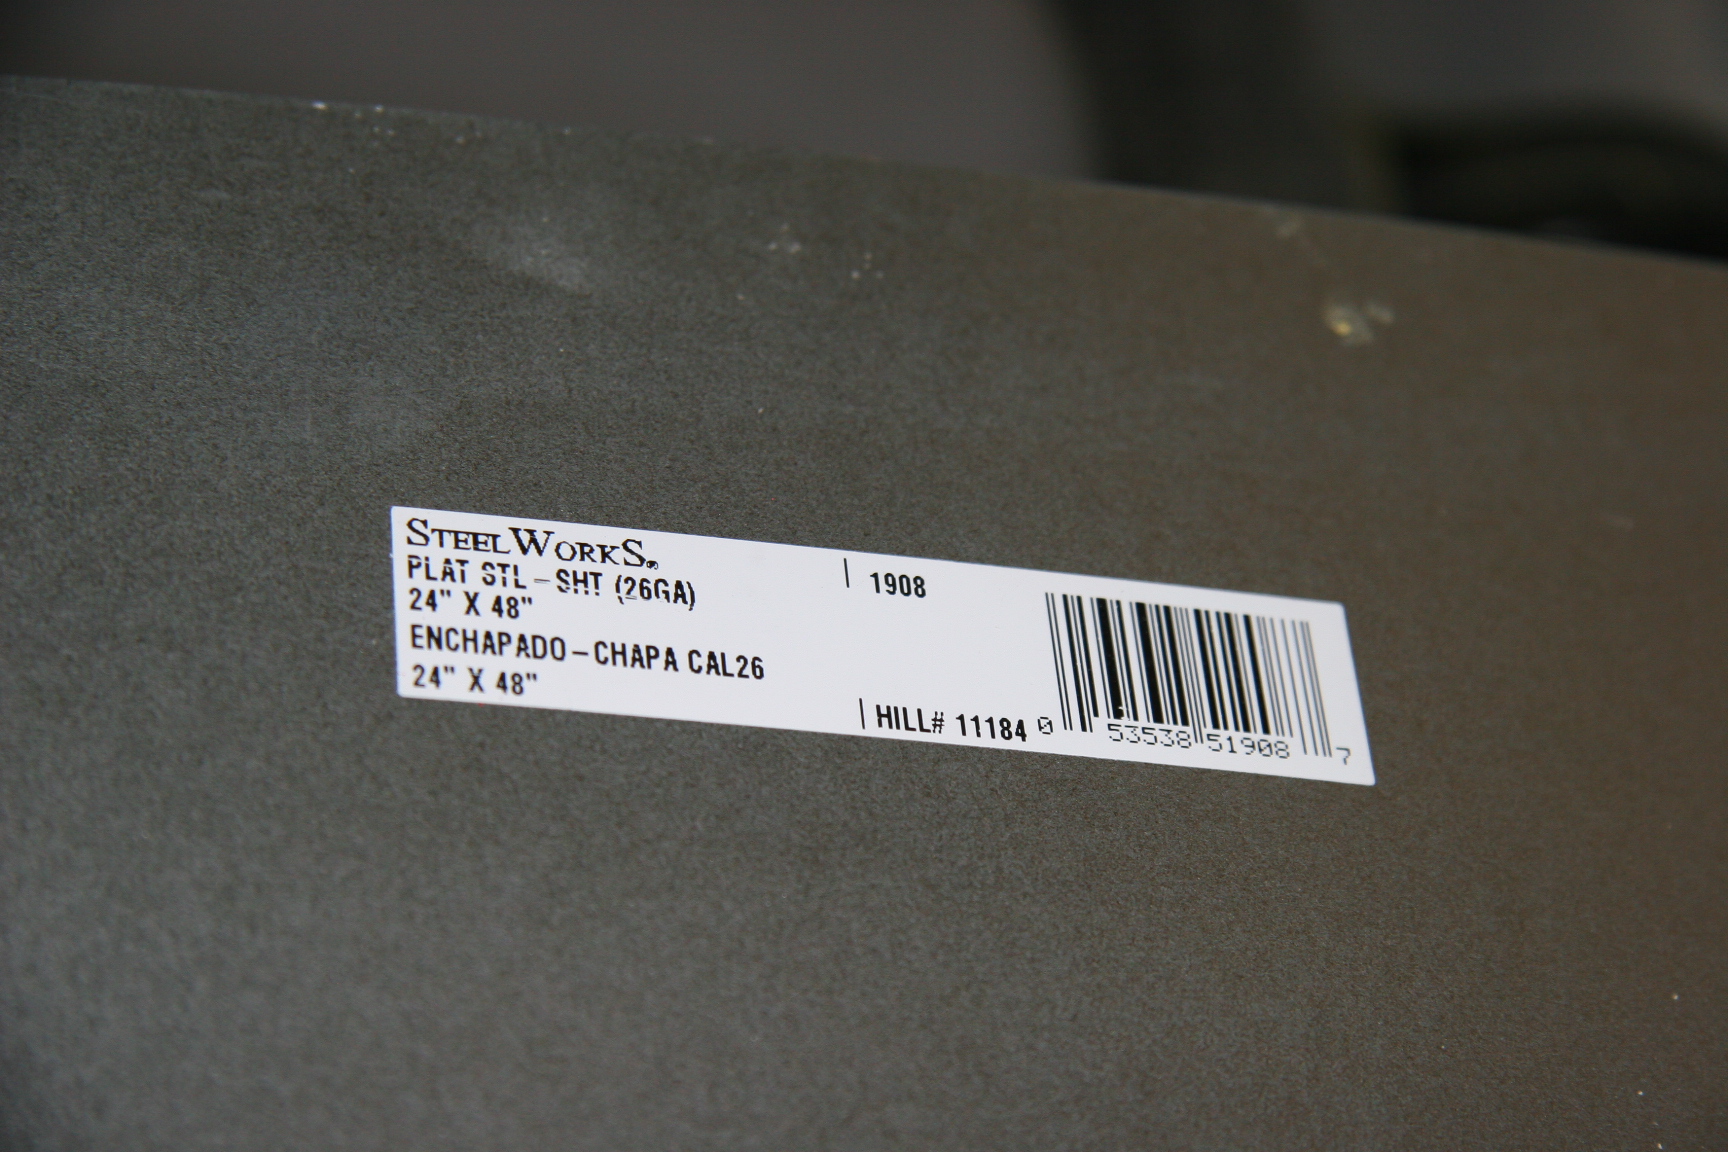 STEELWORKS®
PLAT STL-SHT (26GA)
24" X 48"
ENCHAPADO-CHAPA CAL26
24" X 48"
| 1908
| HILL# 11184
0 53538 51908 7